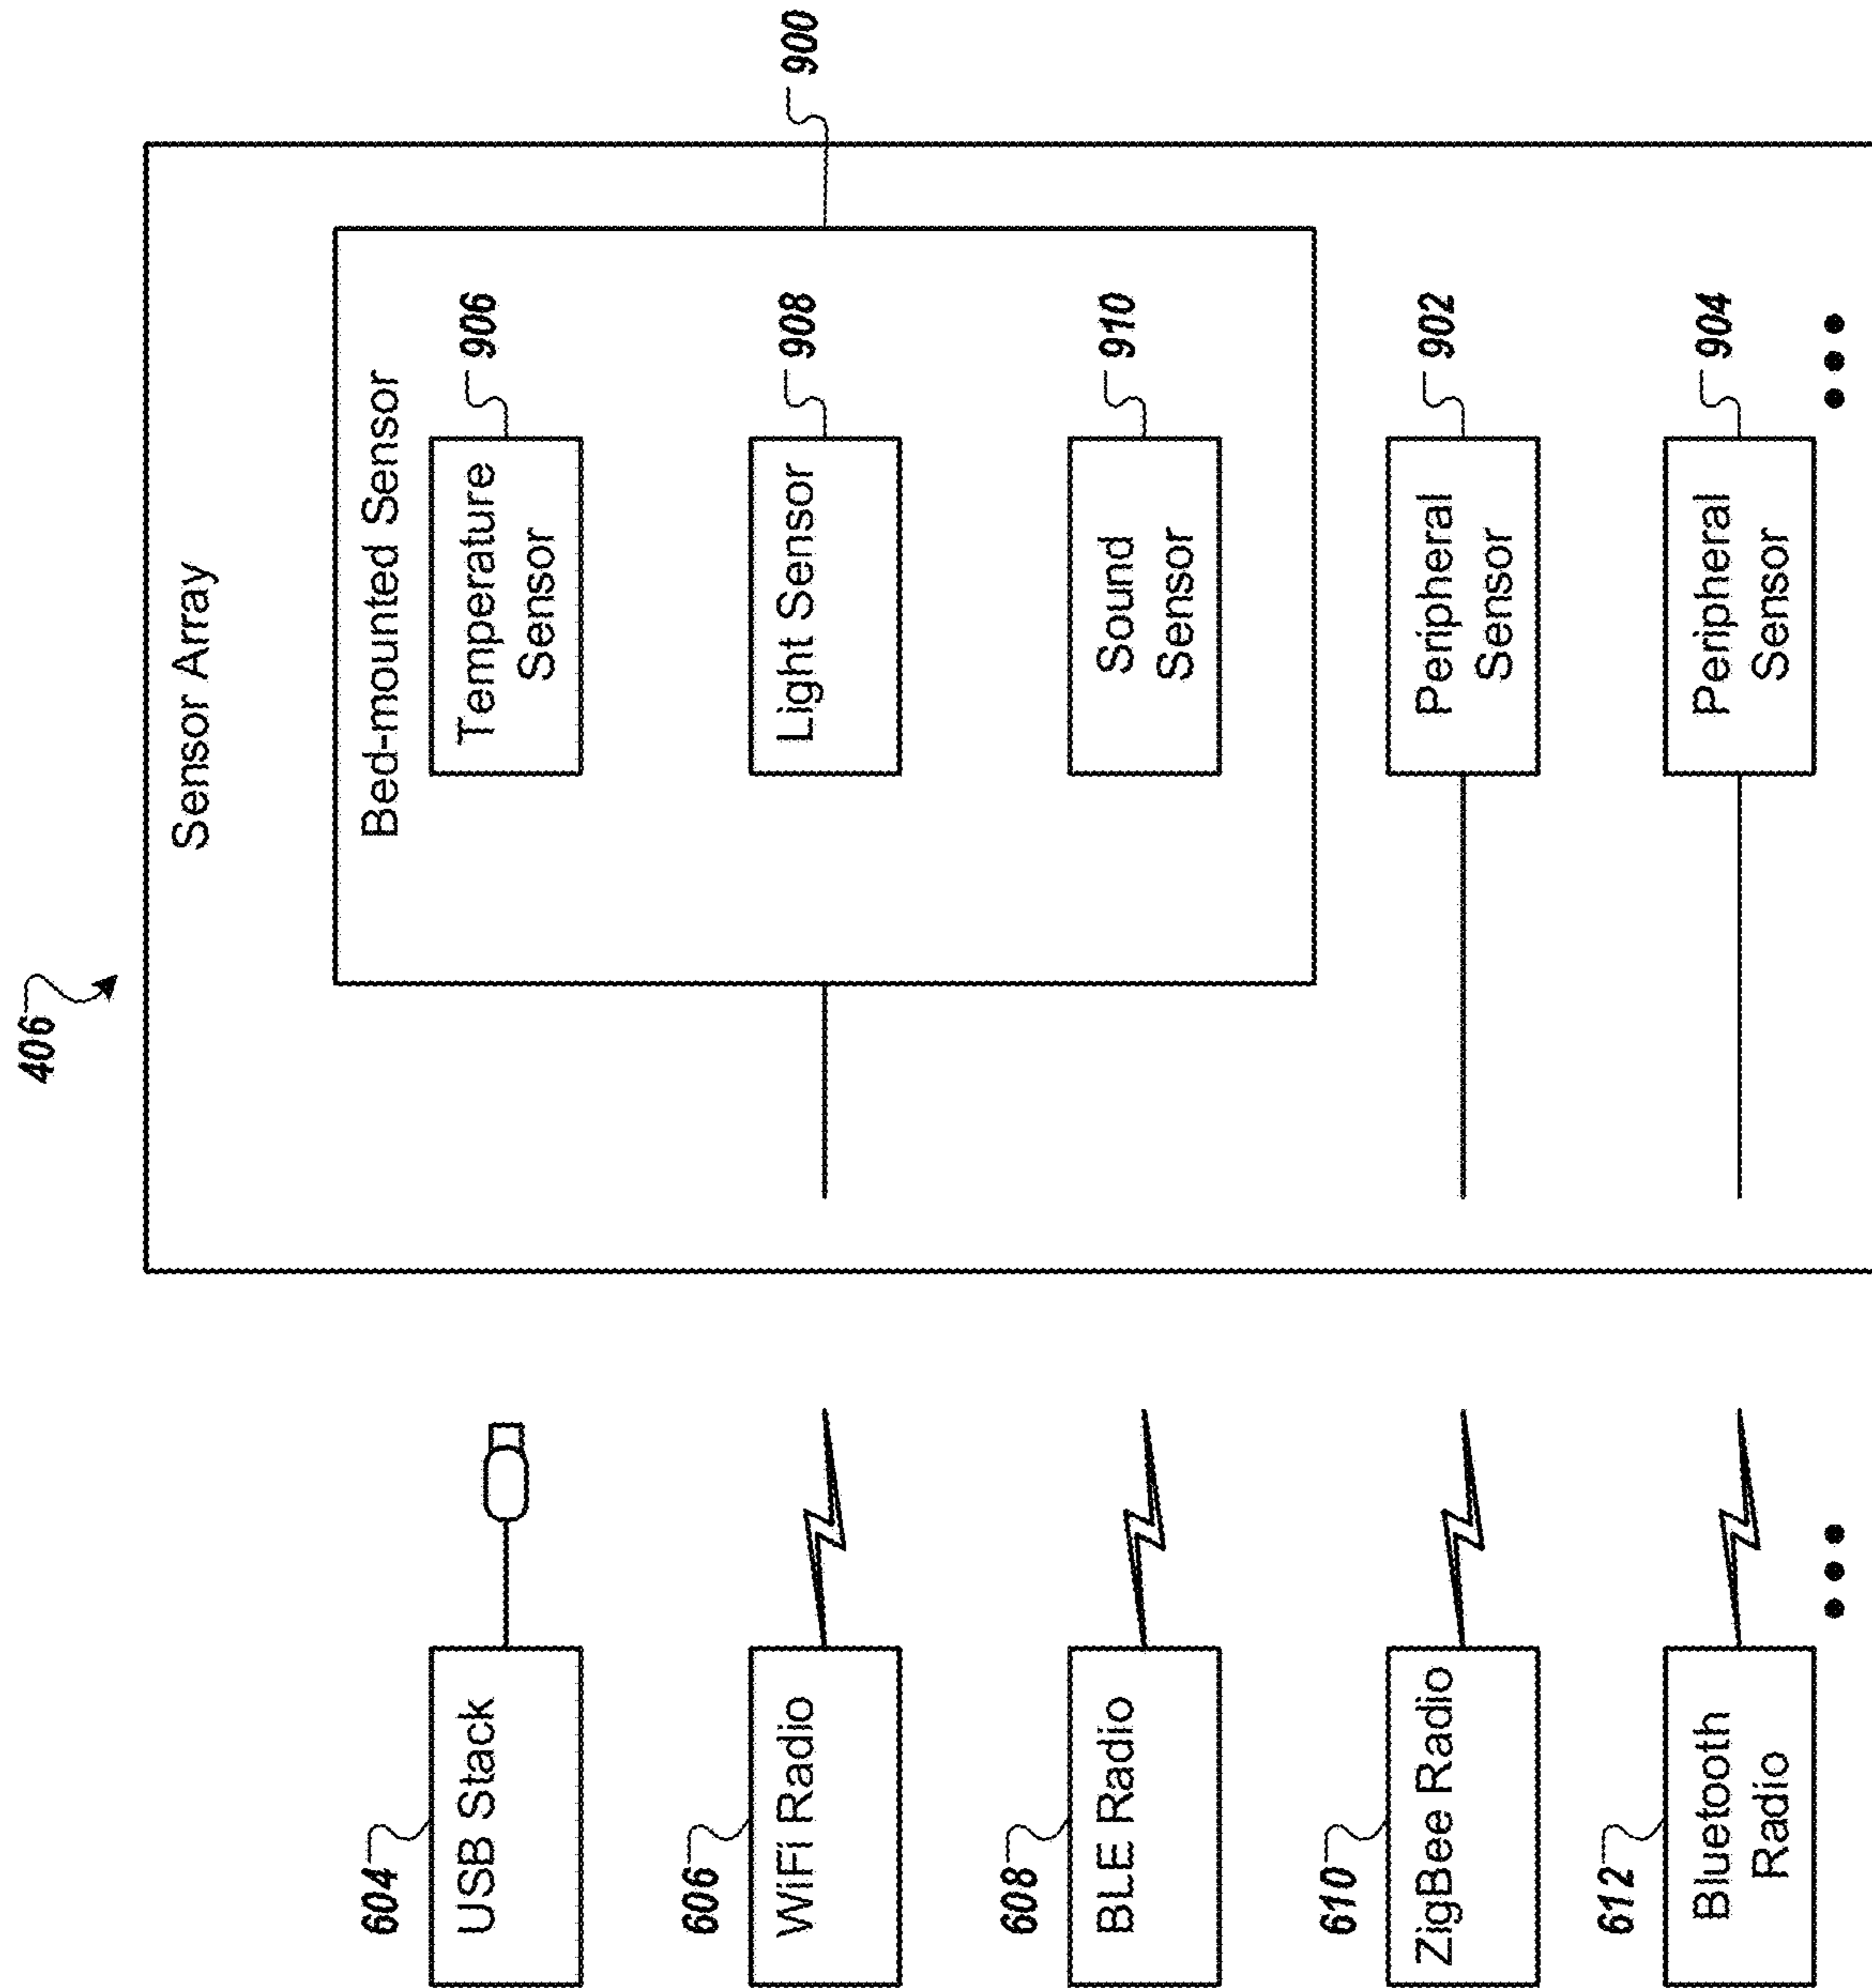 406
Sensor Array
604
USB Stack
Bed-mounted Sensor
Temperature
Sensor
906
606
WiFi Radio
Light Sensor
908
900
608
BLE Radio
Sound
Sensor
910
610
ZigBee Radio
Peripheral
Sensor
902
612
Bluetooth
Radio
Peripheral
Sensor
904